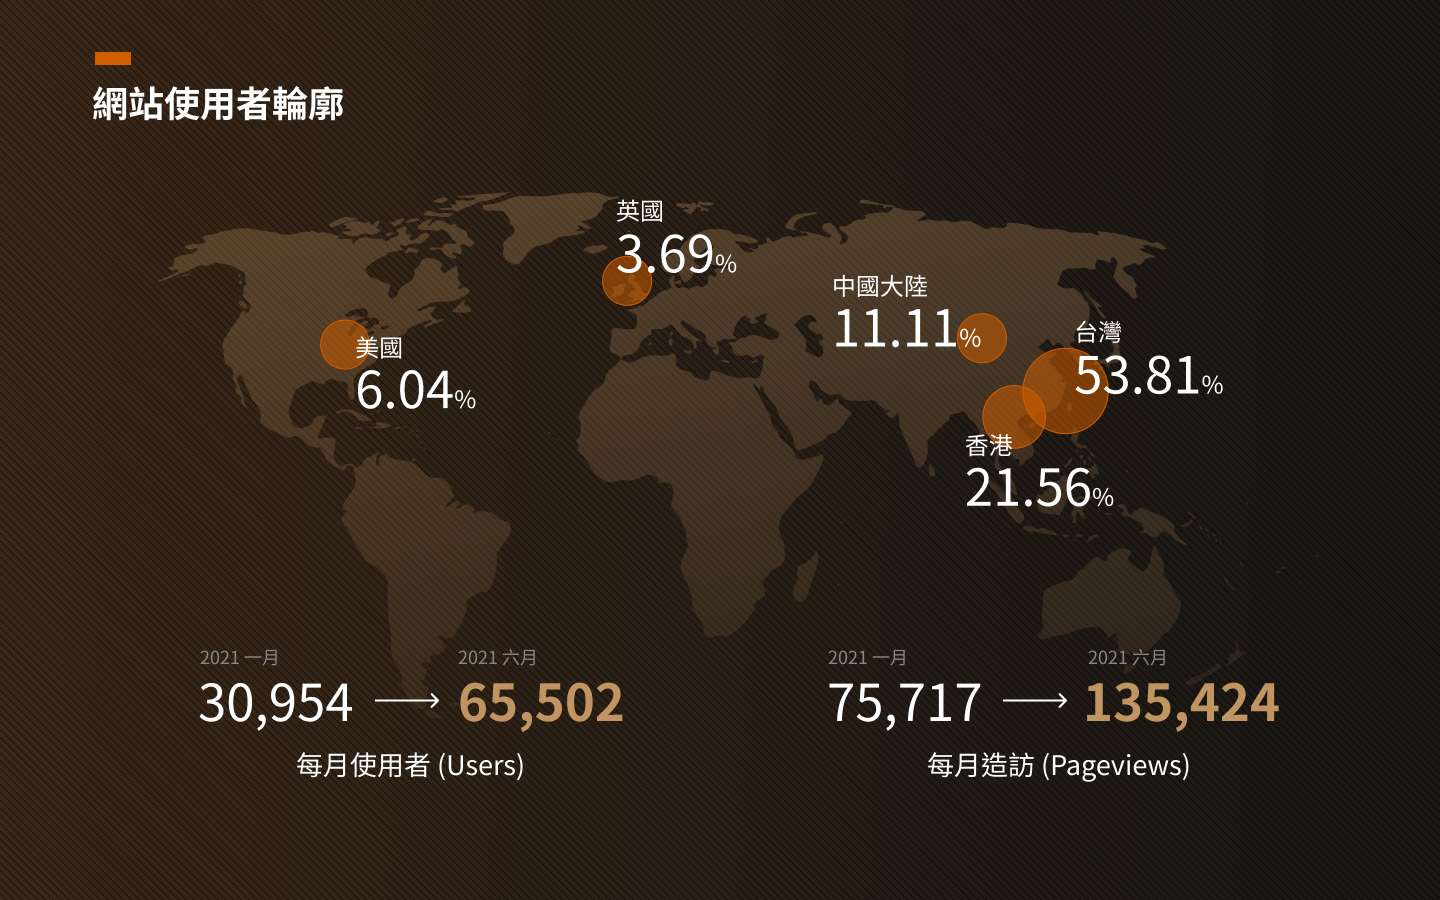 網站使用者輪廓
英國
3.69%
中國大陸
11.11%
美國
6.04%
台灣
53.81%
香港
21.56%
2021 一月
30,954
2021 六月
65,502
每月使用者 (Users)
2021 一月
75,717
2021 六月
135,424
每月造訪 (Pageviews)